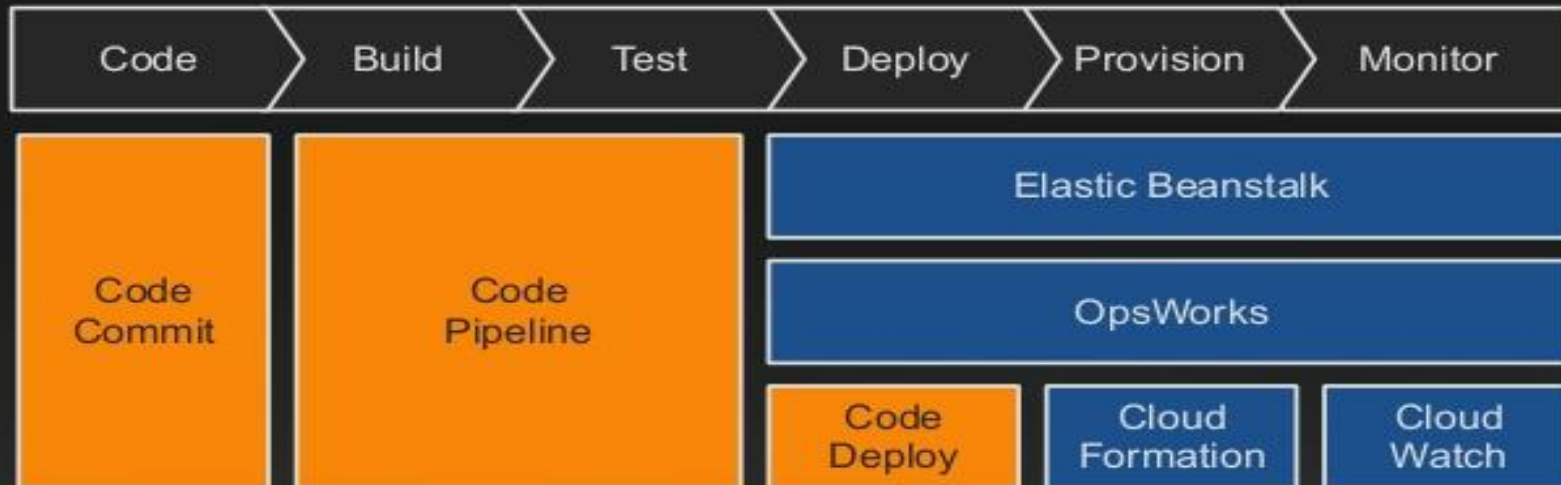 Code
Build
Test
Deploy
Provision
Monitor
Elastic Beanstalk
Code
Commit
Code
Pipeline
OpsWorks
Code
Deploy
Cloud
Formation
Cloud
Watch